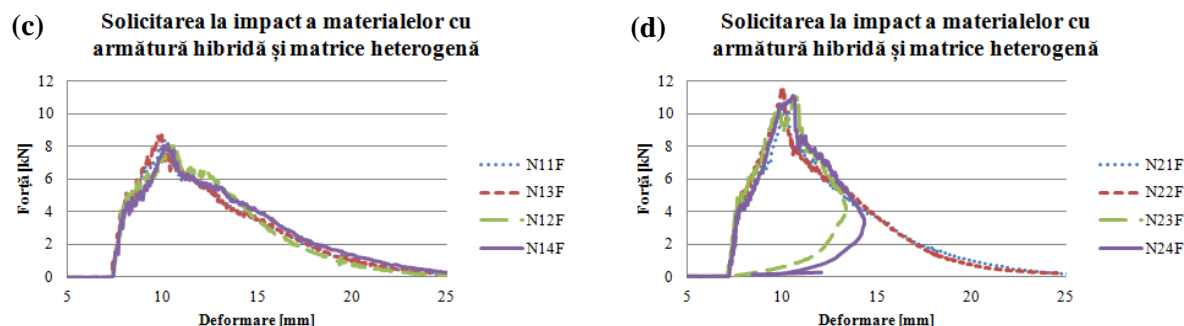 (c)
Solicitarea la impact a materialelor cu
armătură hibridă și matrice heterogenă
12
10
8
6
4
2
0
Forță [kN]
5
10
15
20
25
Deformare [mm]
N11F
N13F
N12F
N14F
(d)
Solicitarea la impact a materialelor cu
armătură hibridă și matrice heterogenă
12
10
8
6
4
2
0
Forță [kN]
5
10
15
20
25
Deformare [mm]
N21F
N22F
N23F
N24F